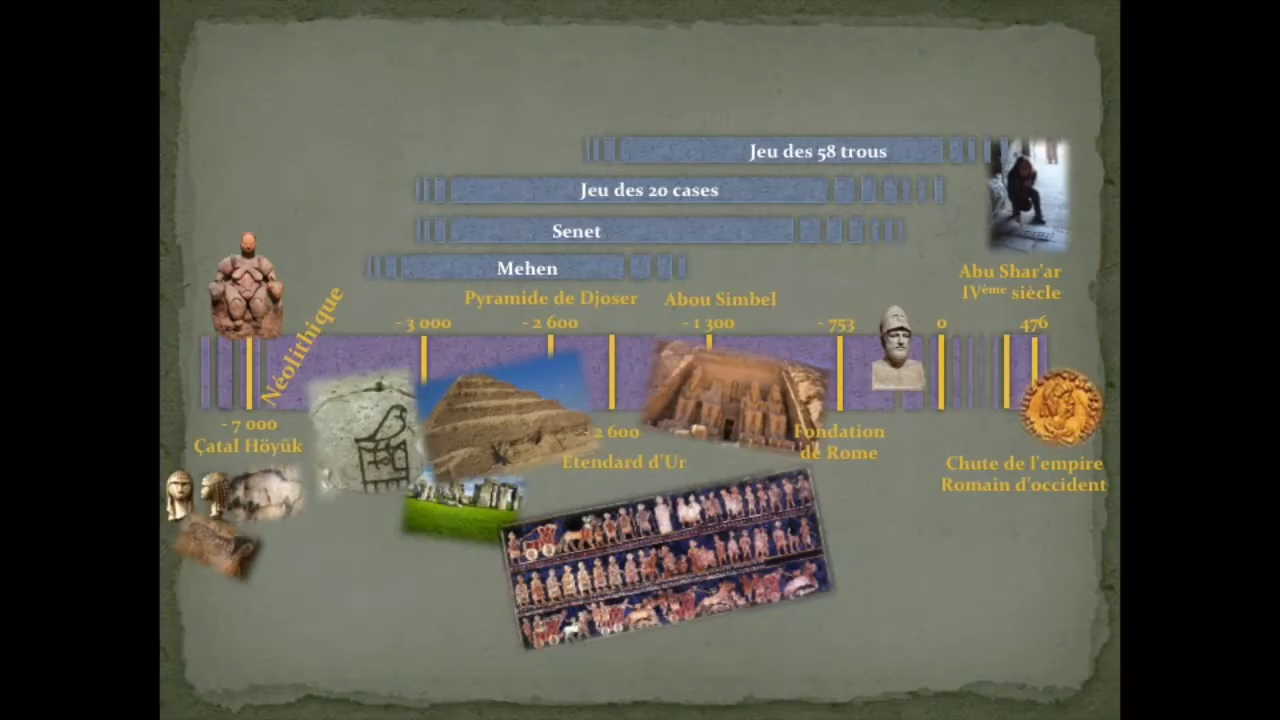 Jeu des 58 trous
Jeu des 20 cases
Senet
Mehen
Abu Shar'ar
IVème siècle
Pyramide de Djoser
Abou Simbel
Néolithique
- 3 000
- 2 600
- 1 300
- 753
0
476
- 7 000
Çatal Höyük
2 600
Etendard d'Ur
Fondation
de Rome
Chute de l'empire
Romain d'occident